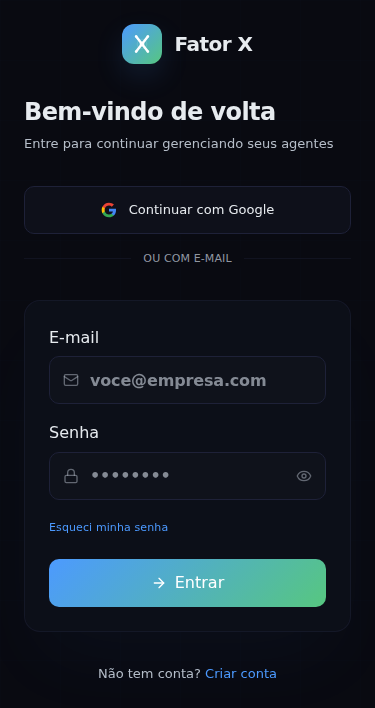 Fator X
Bem-vindo de volta
Entre para continuar gerenciando seus agentes
Continuar com Google
OU COM E-MAIL
E-mail
voce@empresa.com
Senha
••••••••
Esqueci minha senha
→ Entrar
Não tem conta? Criar conta